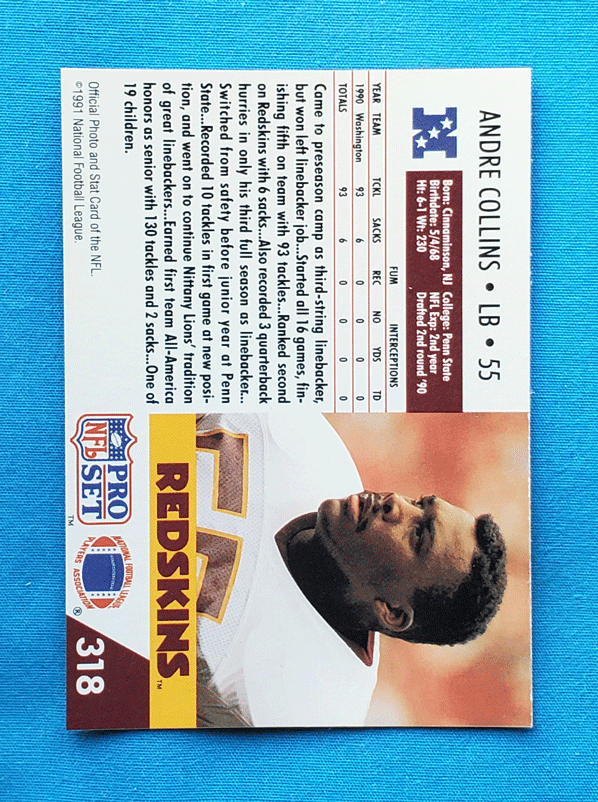 ANDRE COLLINS • LB • 55
N
Born: Cinnaminson, NJ College: Penn State
Birthdate: 5/4/68 NFL Exp: 2nd year
Ht: 6-1 Wt: 230 Drafted 2nd round '90
FUM INTERCEPTIONS
YEAR TEAM TCKL SACKS REC NO YDS TD
1990 Washington 93 6 0 0 0 0
TOTALS 93 6 0 0 0 0
Came to preseason camp as third-string linebacker,
but won left linebacker job...Started all 16 games, fin-
ishing fifth on team with 93 tackles...Ranked second
on Redskins with 6 sacks...Also recorded 3 quarterback
hurries in only his third full season as linebacker...
Switched from safety before junior year at Penn
State...Recorded 10 tackles in first game at new posi-
tion, and went on to continue Nittany Lions' tradition
of great linebackers...Earned first team All-America
honors as senior with 130 tackles and 2 sacks...One of
19 children.
Official Photo and Stat Card of the NFL.
©1991 National Football League.
REDSKINS™
PRO
NFL SET™
NATIONAL FOOTBALL LEAGUE
PLAYERS ASSOCIATION ®
318